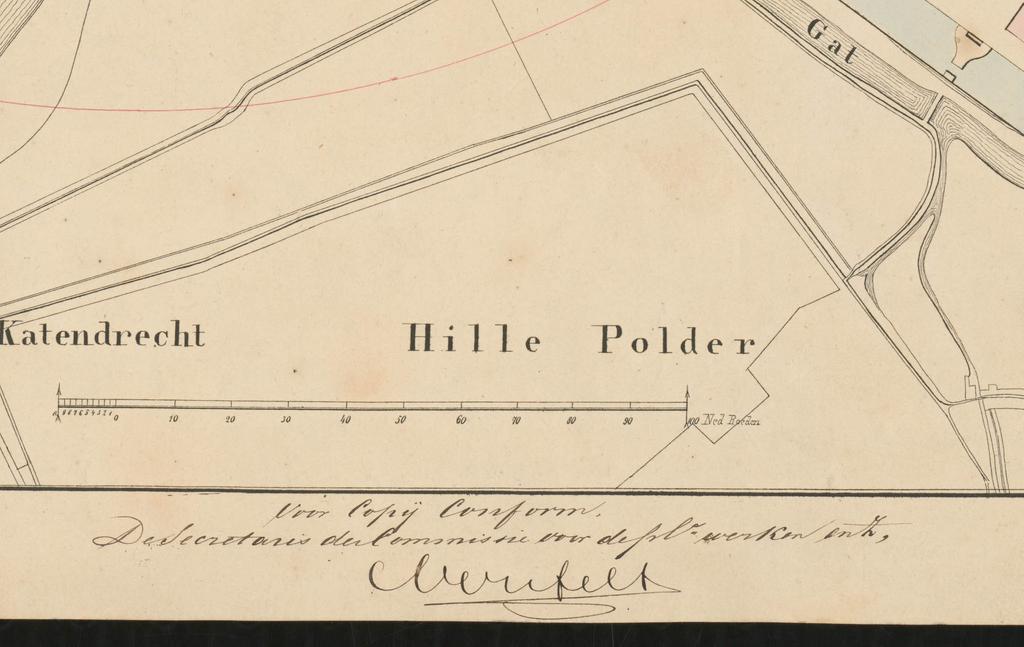 Gat
Katendrecht
Hille Polder
10 9 8 7 6 5 4 3 2 1 0 10 20 30 40 50 60 70 80 90 100 Ned Roeden
Voor Copij Conform.
De Secretaris der Commissie voor de pl. werken enz,